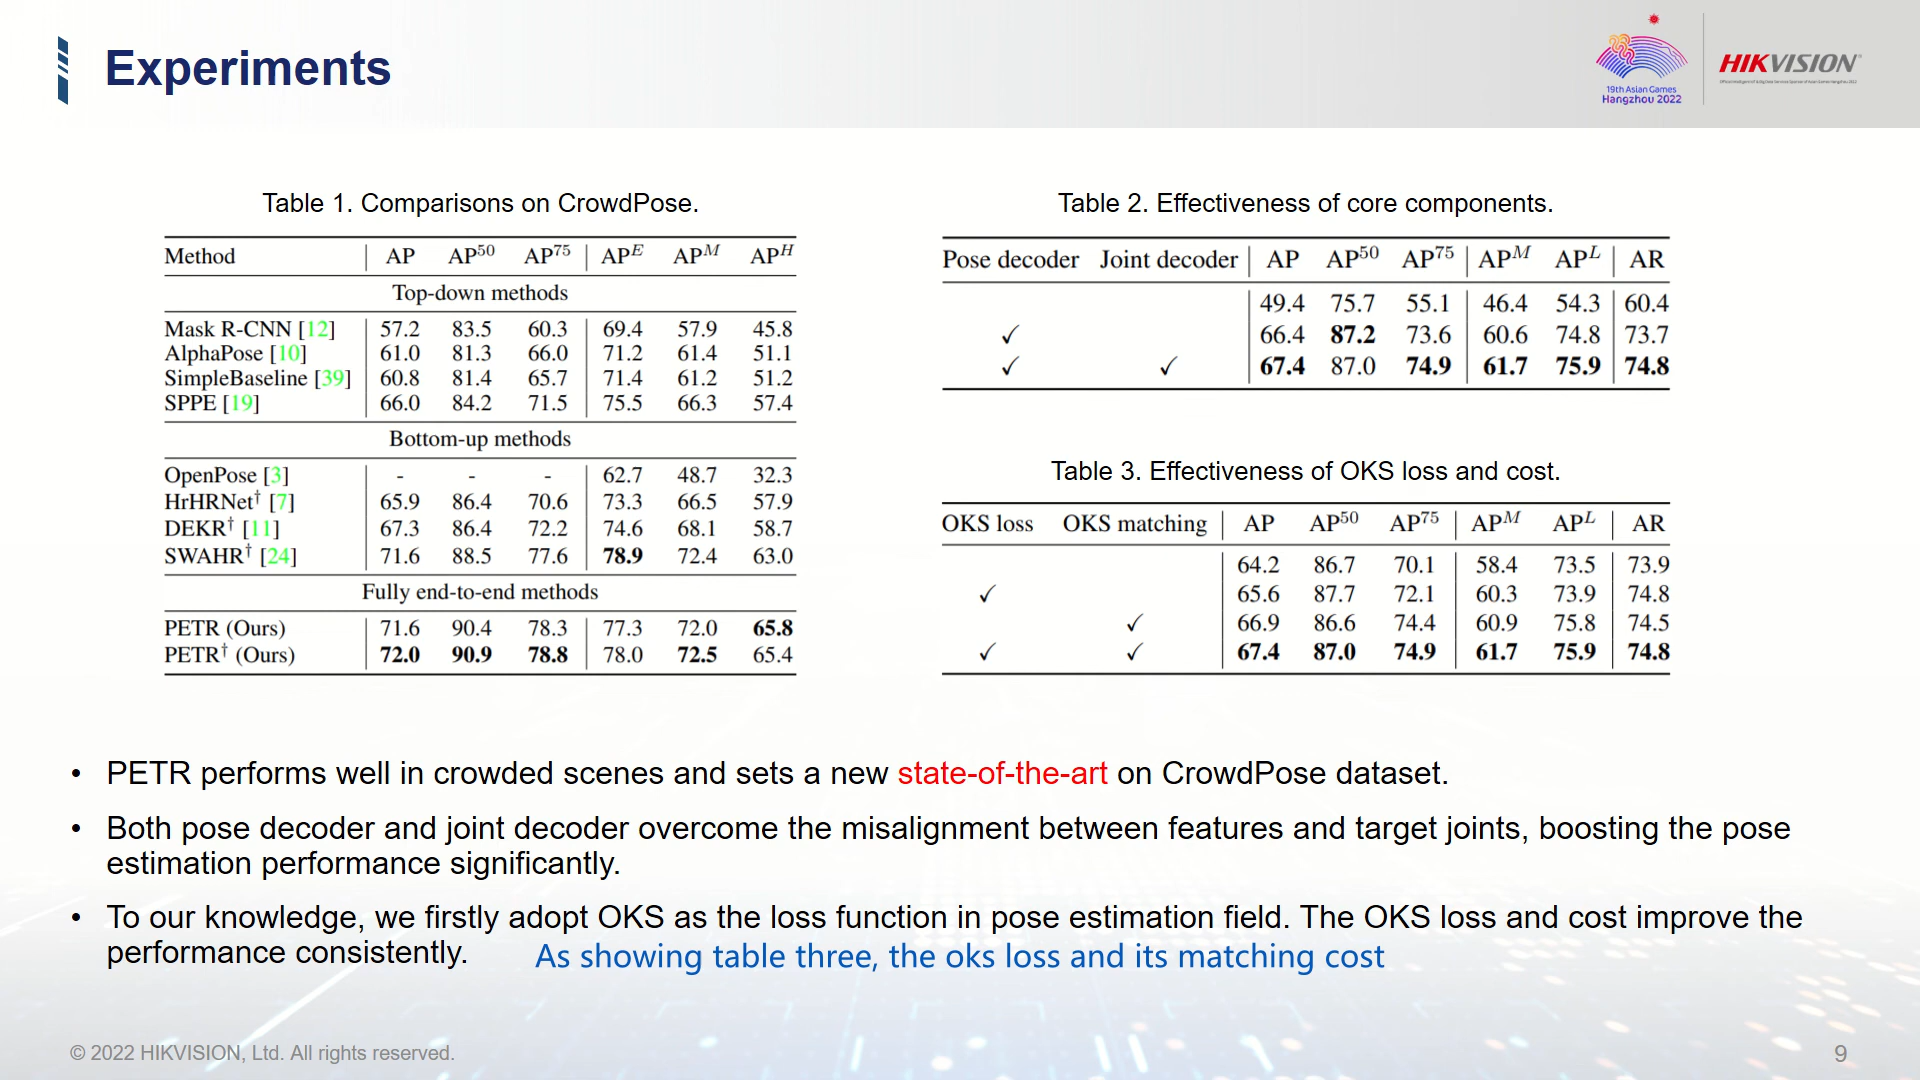 Experiments
19th Asian Games
Hangzhou 2022
HIKVISION
Table 1. Comparisons on CrowdPose.
Method AP AP50 AP75 APE APM APH
Top-down methods
Mask R-CNN [12] 57.2 83.5 60.3 69.4 57.9 45.8
AlphaPose [10] 61.0 81.3 66.0 71.2 61.4 51.1
SimpleBaseline [39] 60.8 81.4 65.7 71.4 61.2 51.2
SPPE [19] 66.0 84.2 71.5 75.5 66.3 57.4
Bottom-up methods
OpenPose [3] - - - 62.7 48.7 32.3
HrHRNet† [7] 65.9 86.4 70.6 73.3 66.5 57.9
DEKR† [11] 67.3 86.4 72.2 74.6 68.1 58.7
SWAHR† [24] 71.6 88.5 77.6 78.9 72.4 63.0
Fully end-to-end methods
PETR (Ours) 71.6 90.4 78.3 77.3 72.0 65.8
PETR† (Ours) 72.0 90.9 78.8 78.0 72.5 65.4
Table 2. Effectiveness of core components.
Pose decoder Joint decoder AP AP50 AP75 APM APL AR
49.4 75.7 55.1 46.4 54.3 60.4
✓ 66.4 87.2 73.6 60.6 74.8 73.7
✓ ✓ 67.4 87.0 74.9 61.7 75.9 74.8
Table 3. Effectiveness of OKS loss and cost.
OKS loss OKS matching AP AP50 AP75 APM APL AR
64.2 86.7 70.1 58.4 73.5 73.9
✓ 65.6 87.7 72.1 60.3 73.9 74.8
✓ 66.9 86.6 74.4 60.9 75.8 74.5
✓ ✓ 67.4 87.0 74.9 61.7 75.9 74.8
• PETR performs well in crowded scenes and sets a new state-of-the-art on CrowdPose dataset.
• Both pose decoder and joint decoder overcome the misalignment between features and target joints, boosting the pose
estimation performance significantly.
• To our knowledge, we firstly adopt OKS as the loss function in pose estimation field. The OKS loss and cost improve the
performance consistently.
As showing table three, the oks loss and its matching cost
© 2022 HIKVISION, Ltd. All rights reserved.
9